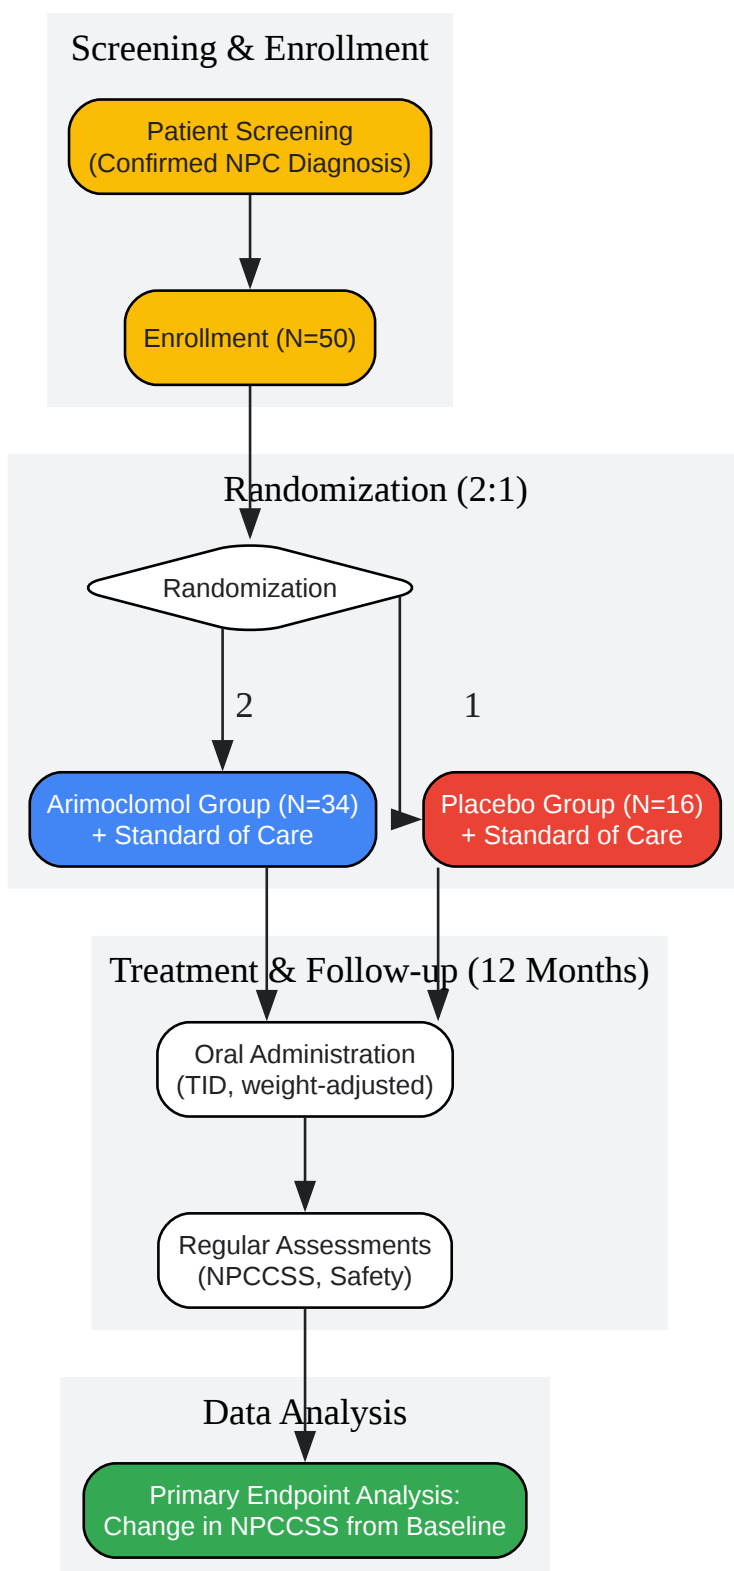 Screening & Enrollment
Patient Screening
(Confirmed NPC Diagnosis)
Enrollment (N=50)
Randomization (2:1)
Randomization
2
1
Arimoclomol Group (N=34)
+ Standard of Care
Placebo Group (N=16)
+ Standard of Care
Treatment & Follow-up (12 Months)
Oral Administration
(TID, weight-adjusted)
Regular Assessments
(NPCCSS, Safety)
Data Analysis
Primary Endpoint Analysis:
Change in NPCCSS from Baseline